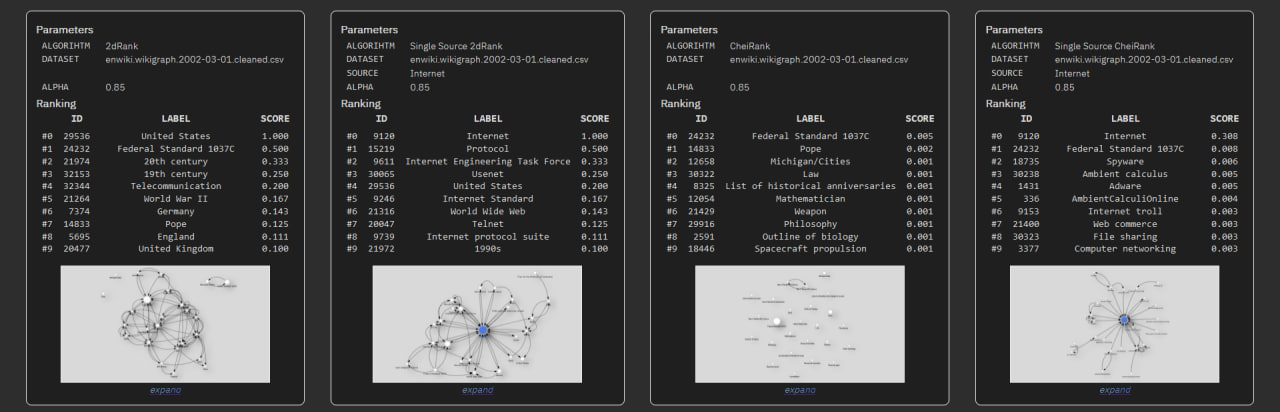 Parameters
ALGORIHTM 2dRank
DATASET enwiki.wikigraph.2002-03-01.cleaned.csv
ALPHA 0.85
Ranking
ID LABEL SCORE
#0 29536 United States 1.000
#1 24232 Federal Standard 1037C 0.500
#2 21974 20th century 0.333
#3 32153 19th century 0.250
#4 32344 Telecommunication 0.200
#5 21264 World War II 0.167
#6 7374 Germany 0.143
#7 14833 Pope 0.125
#8 5695 England 0.111
#9 20477 United Kingdom 0.100
expand
Parameters
ALGORIHTM Single Source 2dRank
DATASET enwiki.wikigraph.2002-03-01.cleaned.csv
SOURCE Internet
ALPHA 0.85
Ranking
ID LABEL SCORE
#0 9120 Internet 1.000
#1 15219 Protocol 0.500
#2 9611 Internet Engineering Task Force 0.333
#3 30065 Usenet 0.250
#4 29536 United States 0.200
#5 9246 Internet Standard 0.167
#6 21316 World Wide Web 0.143
#7 20047 Telnet 0.125
#8 9739 Internet protocol suite 0.111
#9 21972 1990s 0.100
expand
Parameters
ALGORIHTM CheiRank
DATASET enwiki.wikigraph.2002-03-01.cleaned.csv
ALPHA 0.85
Ranking
ID LABEL SCORE
#0 24232 Federal Standard 1037C 0.005
#1 14833 Pope 0.002
#2 12658 Michigan/Cities 0.001
#3 30322 Law 0.001
#4 8325 List of historical anniversaries 0.001
#5 12054 Mathematician 0.001
#6 21429 Weapon 0.001
#7 29916 Philosophy 0.001
#8 2591 Outline of biology 0.001
#9 18446 Spacecraft propulsion 0.001
expand
Parameters
ALGORIHTM Single Source CheiRank
DATASET enwiki.wikigraph.2002-03-01.cleaned.csv
SOURCE Internet
ALPHA 0.85
Ranking
ID LABEL SCORE
#0 9120 Internet 0.308
#1 24232 Federal Standard 1037C 0.008
#2 18735 Spyware 0.006
#3 30238 Ambient calculus 0.005
#4 1431 Adware 0.005
#5 336 AmbientCalculiOnline 0.004
#6 9153 Internet troll 0.003
#7 21400 Web commerce 0.003
#8 30323 File sharing 0.003
#9 3377 Computer networking 0.003
expand